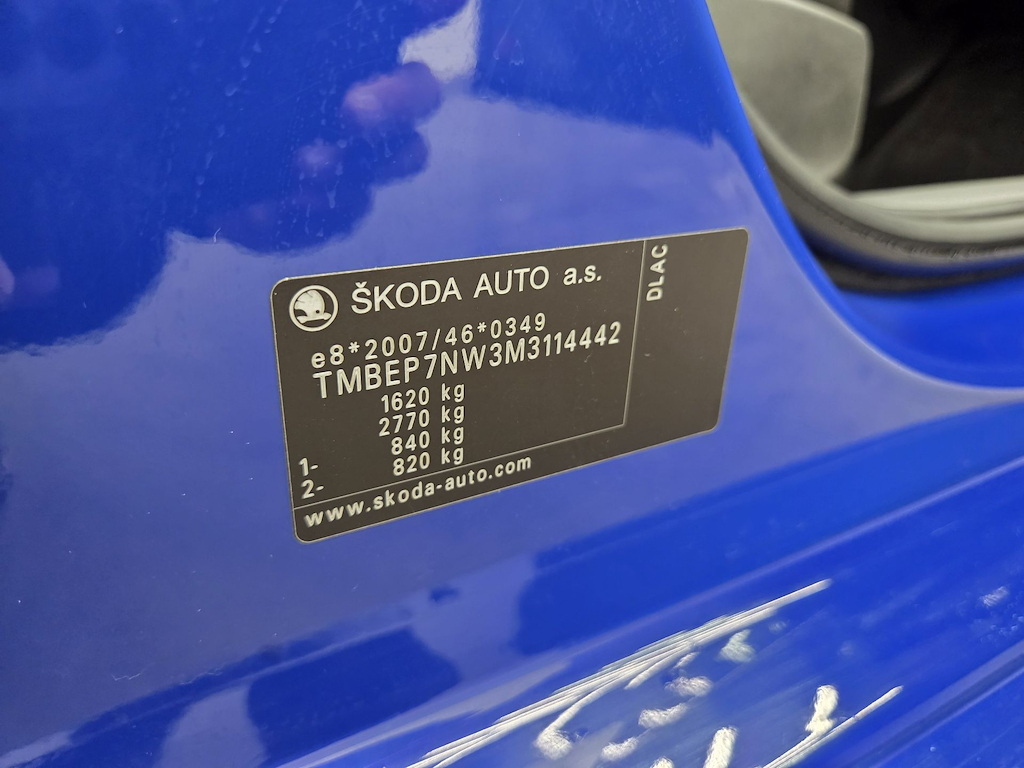 ŠKODA AUTO a.s.
DLAC
e8*2007/46*0349
TMBEP7NW3M3114442
1620 kg
2770 kg
1- 840 kg
2- 820 kg
www.skoda-auto.com